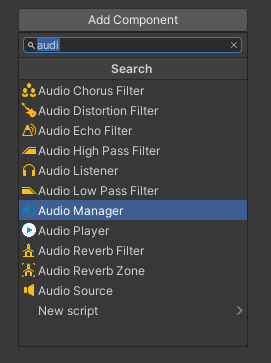 Add Component
audi
Search
Audio Chorus Filter
Audio Distortion Filter
Audio Echo Filter
Audio High Pass Filter
Audio Listener
Audio Low Pass Filter
Audio Manager
Audio Player
Audio Reverb Filter
Audio Reverb Zone
Audio Source
New script